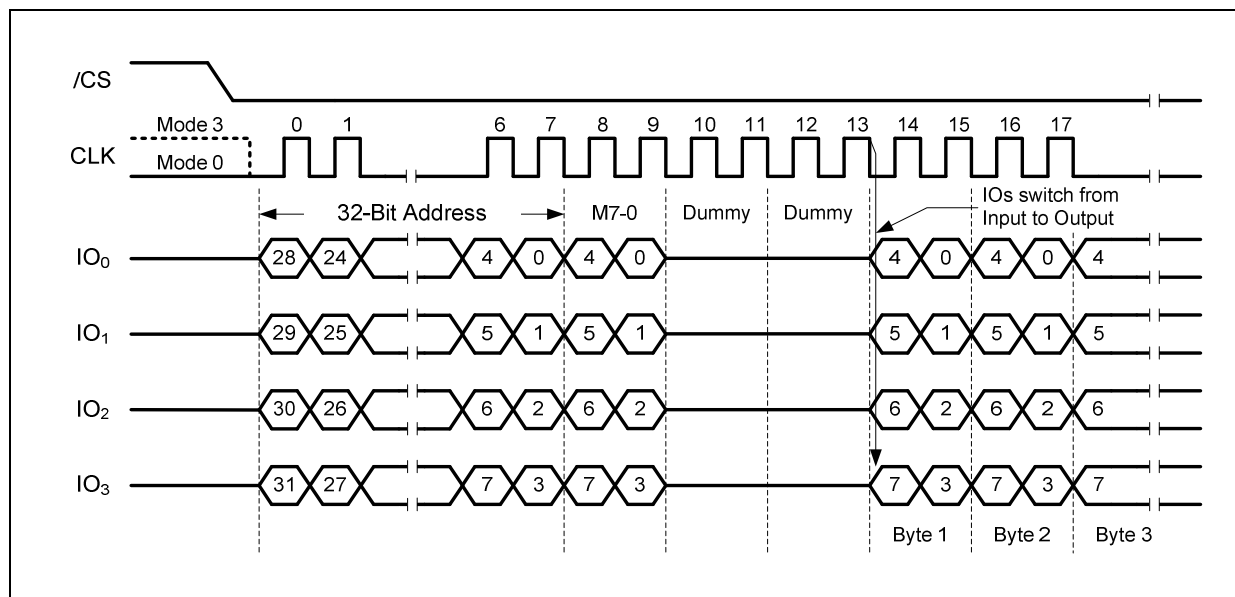 /CS
Mode 3 0 1 6 7 8 9 10 11 12 13 14 15 16 17
CLK
Mode 0
32-Bit Address M7-0 Dummy Dummy
IOs switch from
Input to Output
IO₀ 28 24 4 0 4 0 4 0 4 0 4
IO₁ 29 25 5 1 5 1 5 1 5 1 5
IO₂ 30 26 6 2 6 2 6 2 6 2 6
IO₃ 31 27 7 3 7 3 7 3 7 3 7
Byte 1 Byte 2 Byte 3